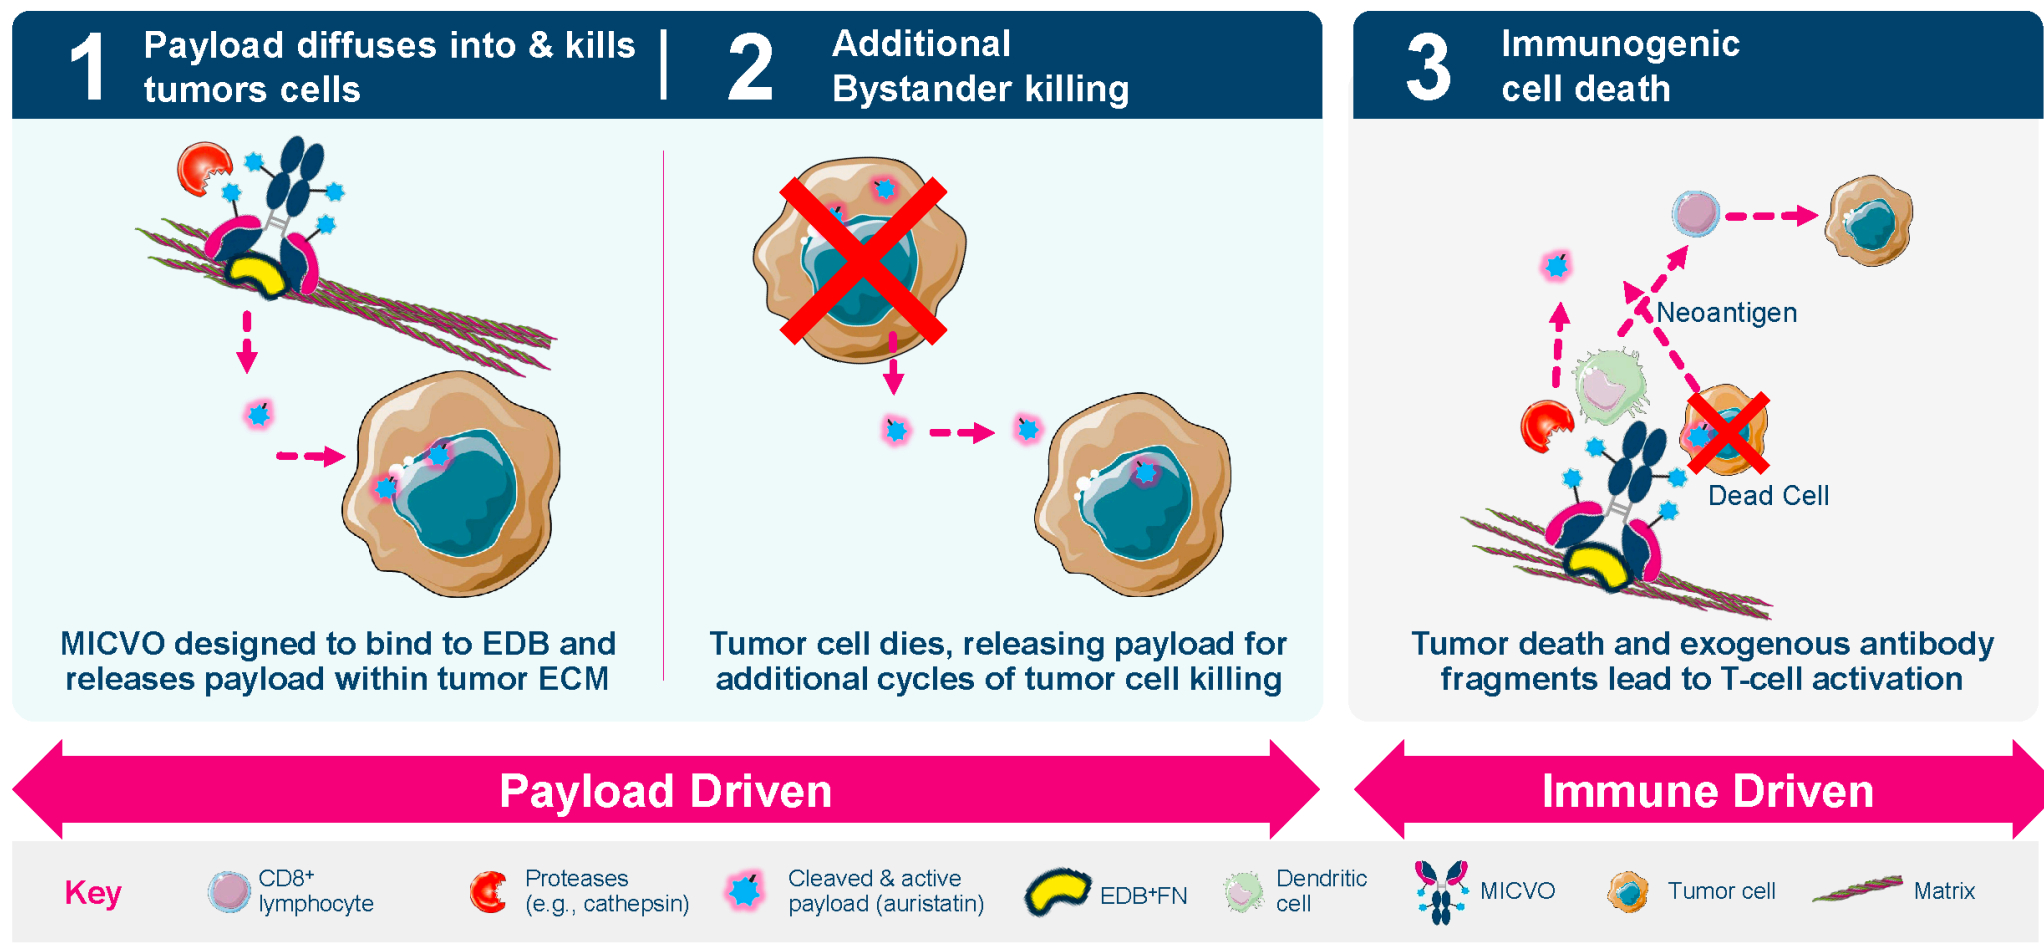 1
Payload diffuses into & kills
tumors cells
2
Additional
Bystander killing
3
Immunogenic
cell death
Neoantigen
Dead Cell
MICVO designed to bind to EDB and
releases payload within tumor ECM
Tumor cell dies, releasing payload for
additional cycles of tumor cell killing
Tumor death and exogenous antibody
fragments lead to T-cell activation
Payload Driven
Immune Driven
Key
CD8⁺
lymphocyte
Proteases
(e.g., cathepsin)
Cleaved & active
payload (auristatin)
EDB⁺FN
Dendritic
cell
MICVO
Tumor cell
Matrix